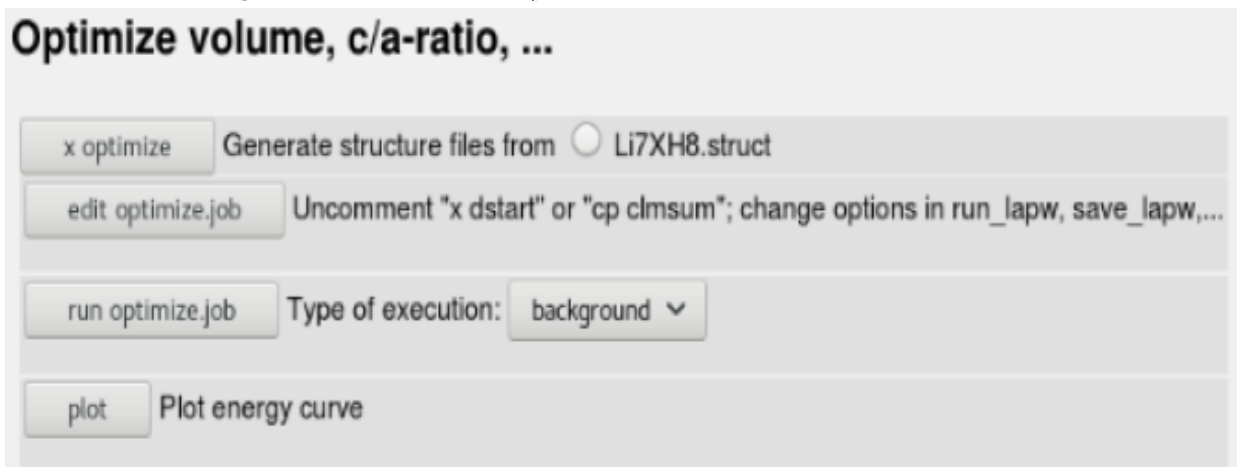 Optimize volume, c/a-ratio, ...
x optimize Generate structure files from Li7XH8.struct
edit optimize.job Uncomment "x dstart" or "cp clmsum"; change options in run_lapw, save_lapw,...
run optimize.job Type of execution: background
plot Plot energy curve